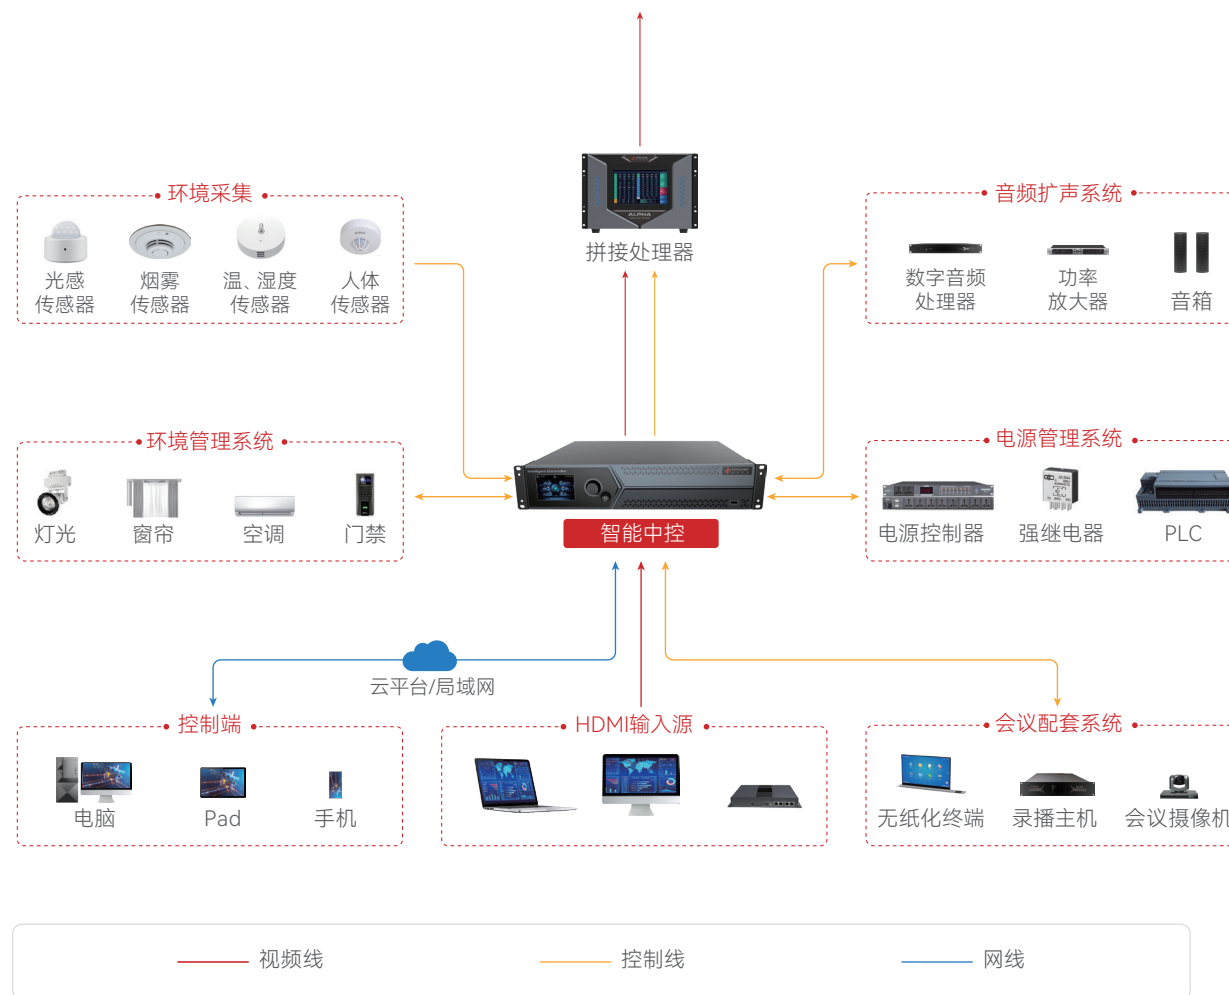 ALPHA
拼接处理器
环境采集
光感
传感器
烟雾
传感器
温、湿度
传感器
人体
传感器
音频扩声系统
数字音频
处理器
功率
放大器
音箱
环境管理系统
灯光
窗帘
空调
门禁
Intelligent Controller
智能中控
电源管理系统
电源控制器
强继电器
PLC
云平台/局域网
控制端
电脑
Pad
手机
HDMI输入源
会议配套系统
无纸化终端
录播主机
会议摄像机
视频线
控制线
网线